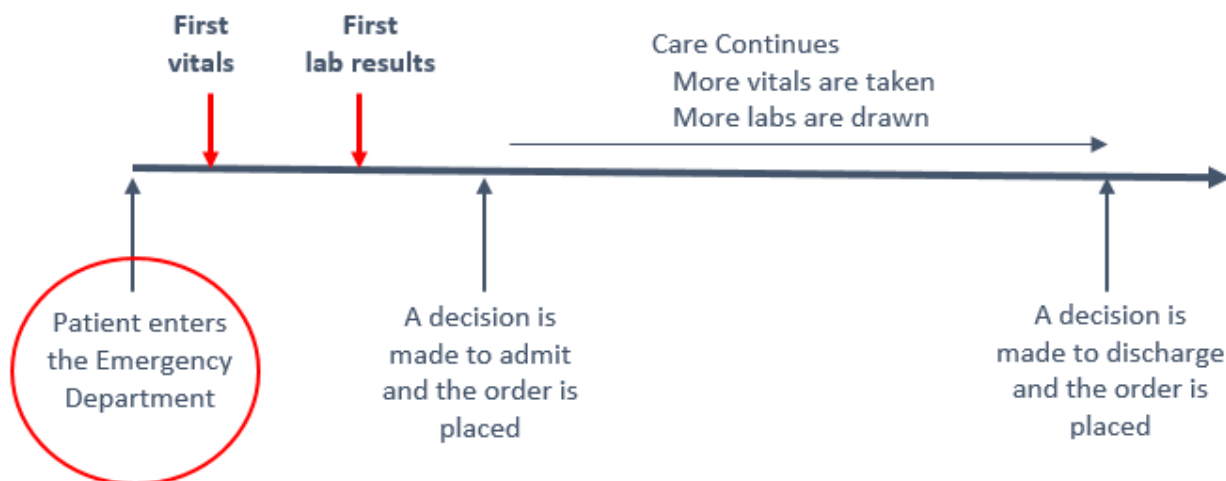 First
vitals
First
lab results
Care Continues
More vitals are taken
More labs are drawn
Patient enters
the Emergency
Department
A decision is
made to admit
and the order is
placed
A decision is
made to discharge
and the order is
placed